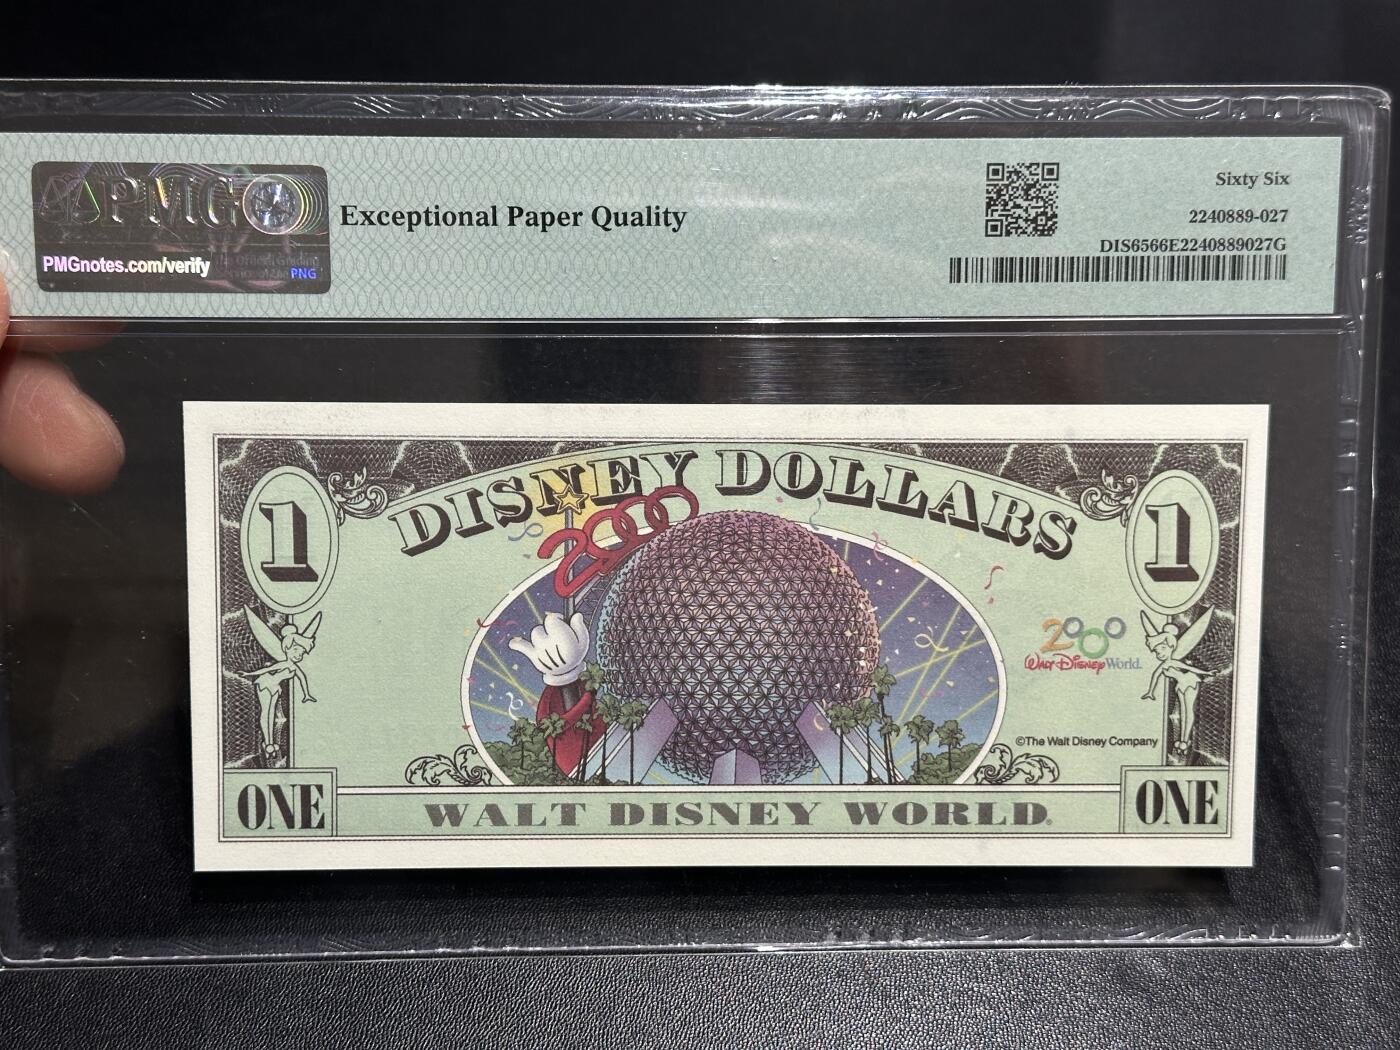 PMG
Exceptional Paper Quality
PMGnotes.com/verify
PNG
Sixty Six
2240889-027
DIS6566E2240889027G
1
DISNEY DOLLARS
1
2000
2000
Walt Disney World.
©The Walt Disney Company
ONE
WALT DISNEY WORLD®
ONE